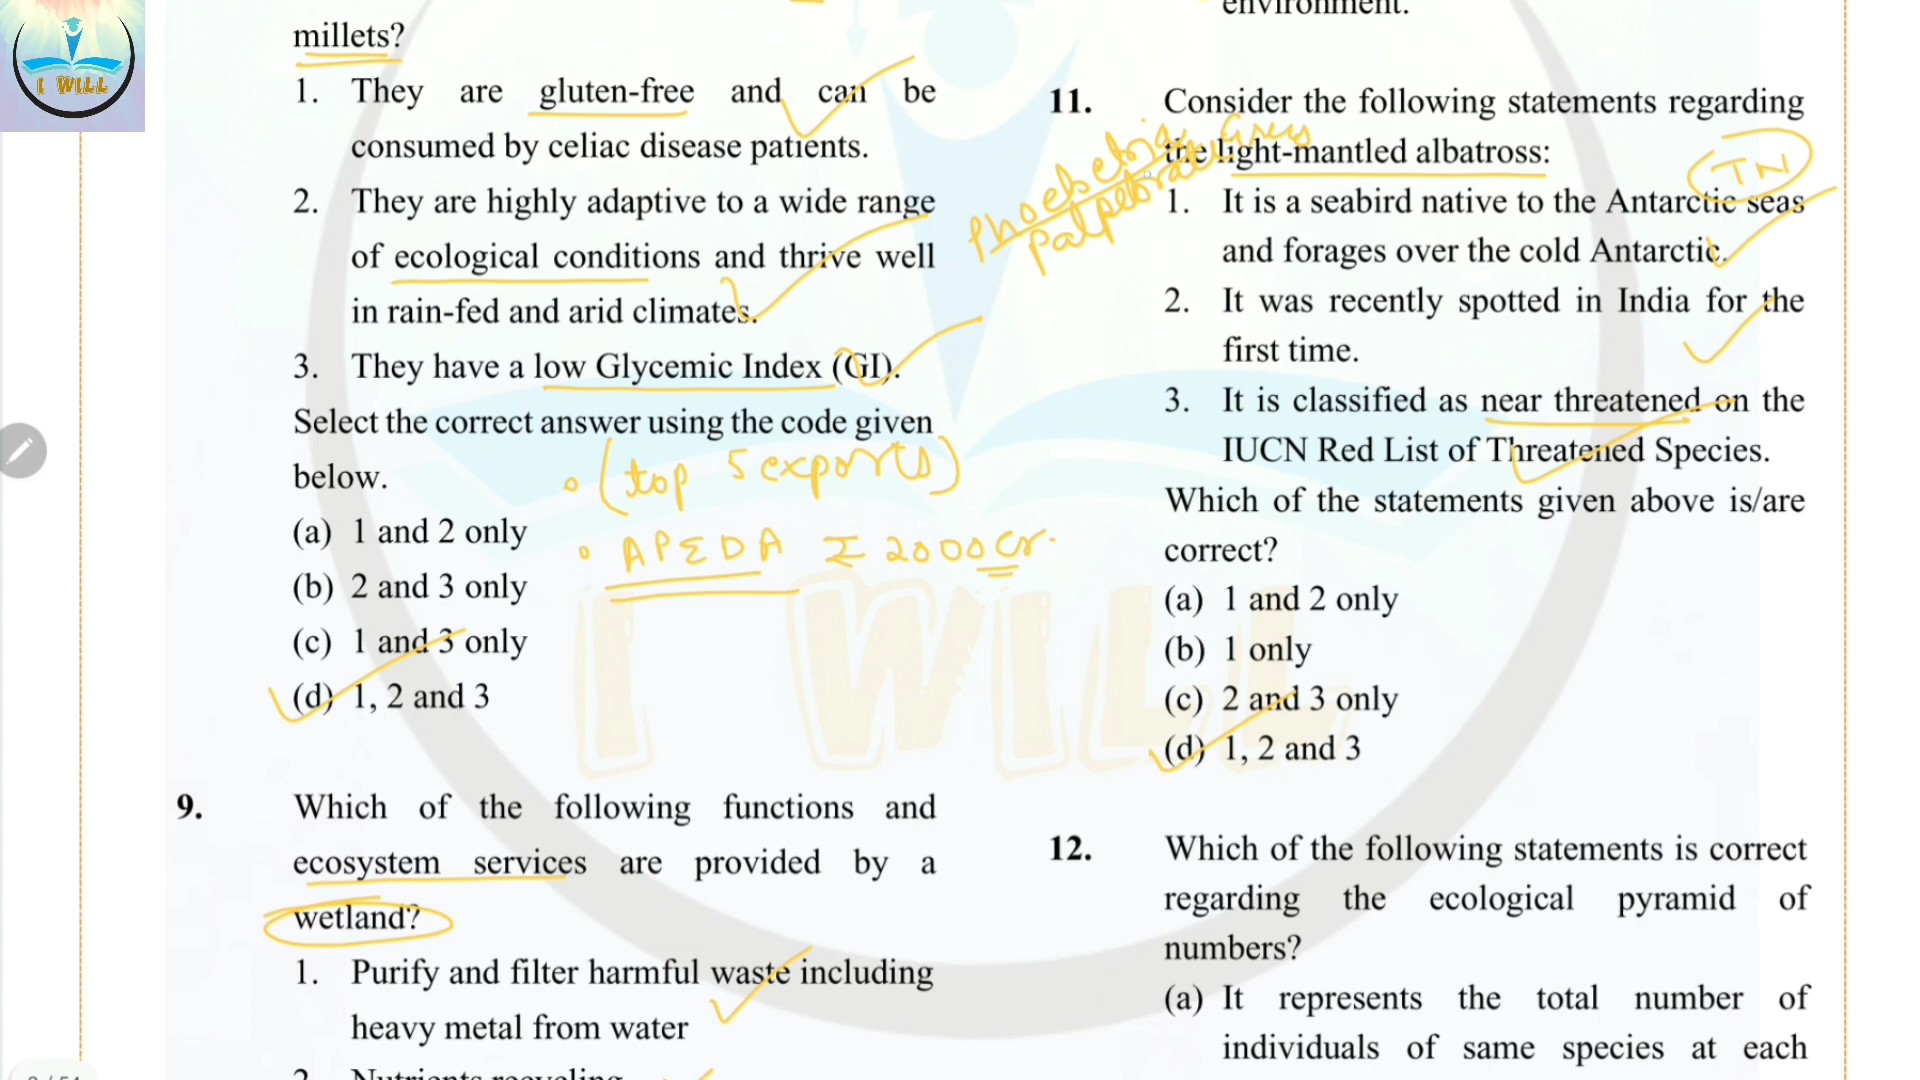 I WILL
millets?
1. They are gluten-free and can be
consumed by celiac disease patients.
2. They are highly adaptive to a wide range
of ecological conditions and thrive well
in rain-fed and arid climates.
3. They have a low Glycemic Index (GI).
Select the correct answer using the code given
below.
(top 5 exports)
(a) 1 and 2 only
APEDA ₹ 2000 Cr.
(b) 2 and 3 only
(c) 1 and 3 only
(d) 1, 2 and 3
9. Which of the following functions and
ecosystem services are provided by a
wetland?
1. Purify and filter harmful waste including
heavy metal from water
2. Nutrients recycling
environment.
11. Consider the following statements regarding
the light-mantled albatross:
TN
Phoebetria
palpebrata
1. It is a seabird native to the Antarctic seas
and forages over the cold Antarctic.
2. It was recently spotted in India for the
first time.
3. It is classified as near threatened on the
IUCN Red List of Threatened Species.
Which of the statements given above is/are
correct?
(a) 1 and 2 only
(b) 1 only
(c) 2 and 3 only
(d) 1, 2 and 3
12. Which of the following statements is correct
regarding the ecological pyramid of
numbers?
(a) It represents the total number of
individuals of same species at each
I WILL